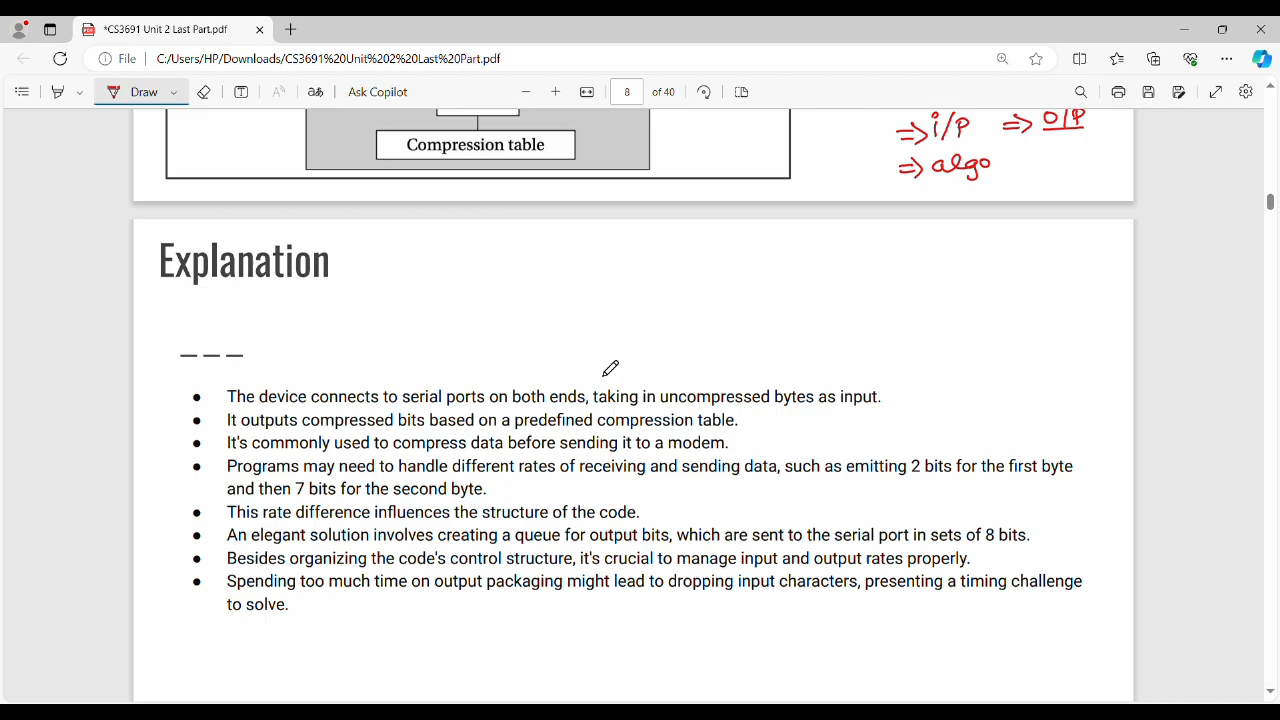 *CS3691 Unit 2 Last Part.pdf
File C:/Users/HP/Downloads/CS3691%20Unit%202%20Last%20Part.pdf
Draw Ask Copilot 8 of 40
⇒ i/p ⇒ O/P
Compression table
⇒ algo
Explanation
● The device connects to serial ports on both ends, taking in uncompressed bytes as input.
● It outputs compressed bits based on a predefined compression table.
● It's commonly used to compress data before sending it to a modem.
● Programs may need to handle different rates of receiving and sending data, such as emitting 2 bits for the first byte
and then 7 bits for the second byte.
● This rate difference influences the structure of the code.
● An elegant solution involves creating a queue for output bits, which are sent to the serial port in sets of 8 bits.
● Besides organizing the code's control structure, it's crucial to manage input and output rates properly.
● Spending too much time on output packaging might lead to dropping input characters, presenting a timing challenge
to solve.